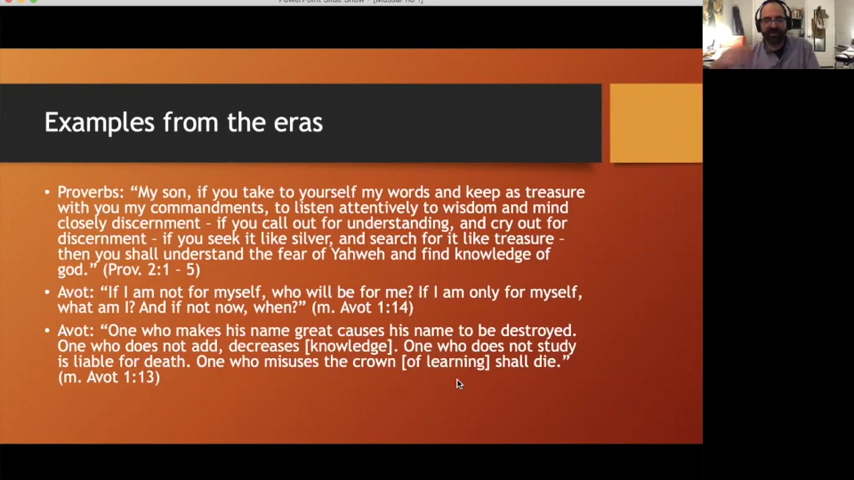 PowerPoint Slide Show - [Mussar no 1]
Examples from the eras
• Proverbs: “My son, if you take to yourself my words and keep as treasure
with you my commandments, to listen attentively to wisdom and mind
closely discernment – if you call out for understanding, and cry out for
discernment – if you seek it like silver, and search for it like treasure –
then you shall understand the fear of Yahweh and find knowledge of
god.” (Prov. 2:1 – 5)
• Avot: “If I am not for myself, who will be for me? If I am only for myself,
what am I? And if not now, when?” (m. Avot 1:14)
• Avot: “One who makes his name great causes his name to be destroyed.
One who does not add, decreases [knowledge]. One who does not study
is liable for death. One who misuses the crown [of learning] shall die.”
(m. Avot 1:13)